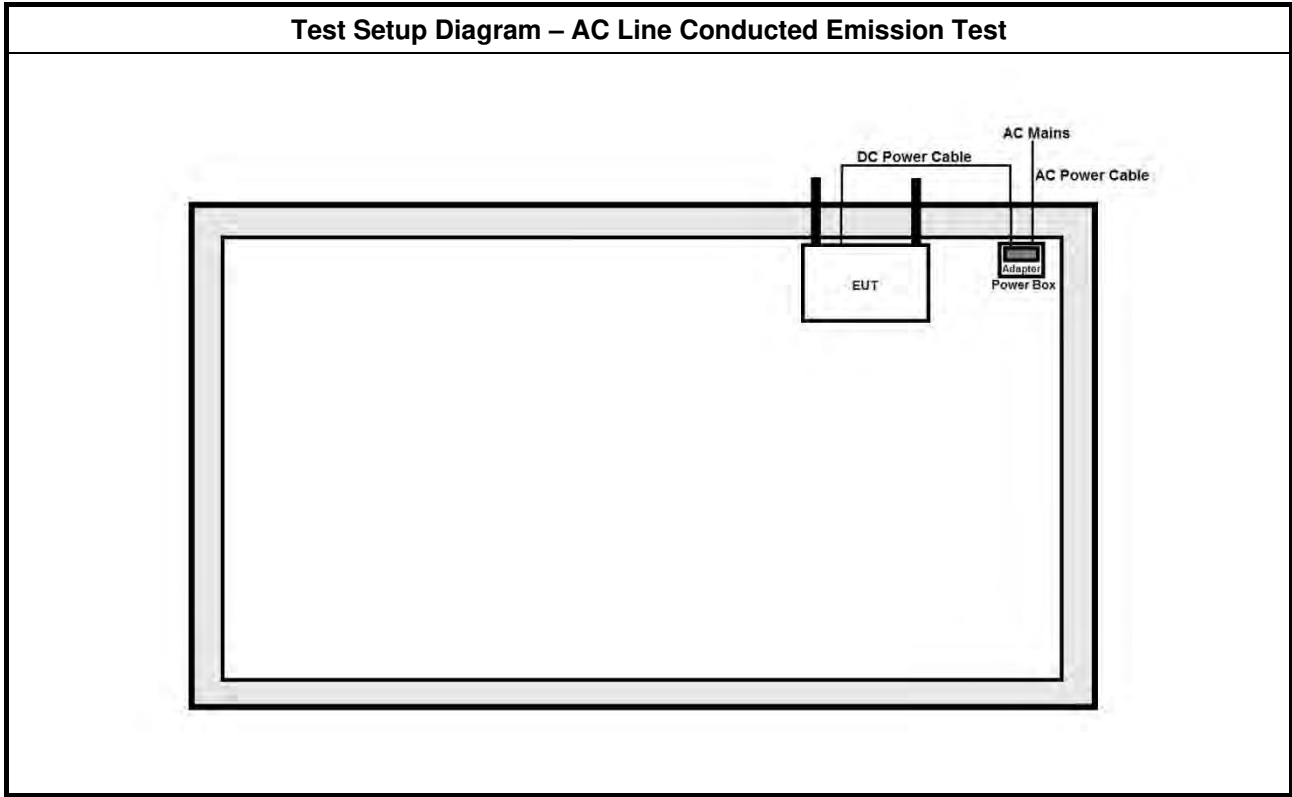 Test Setup Diagram – AC Line Conducted Emission Test
AC Mains
DC Power Cable
AC Power Cable
EUT
Adapter
Power Box